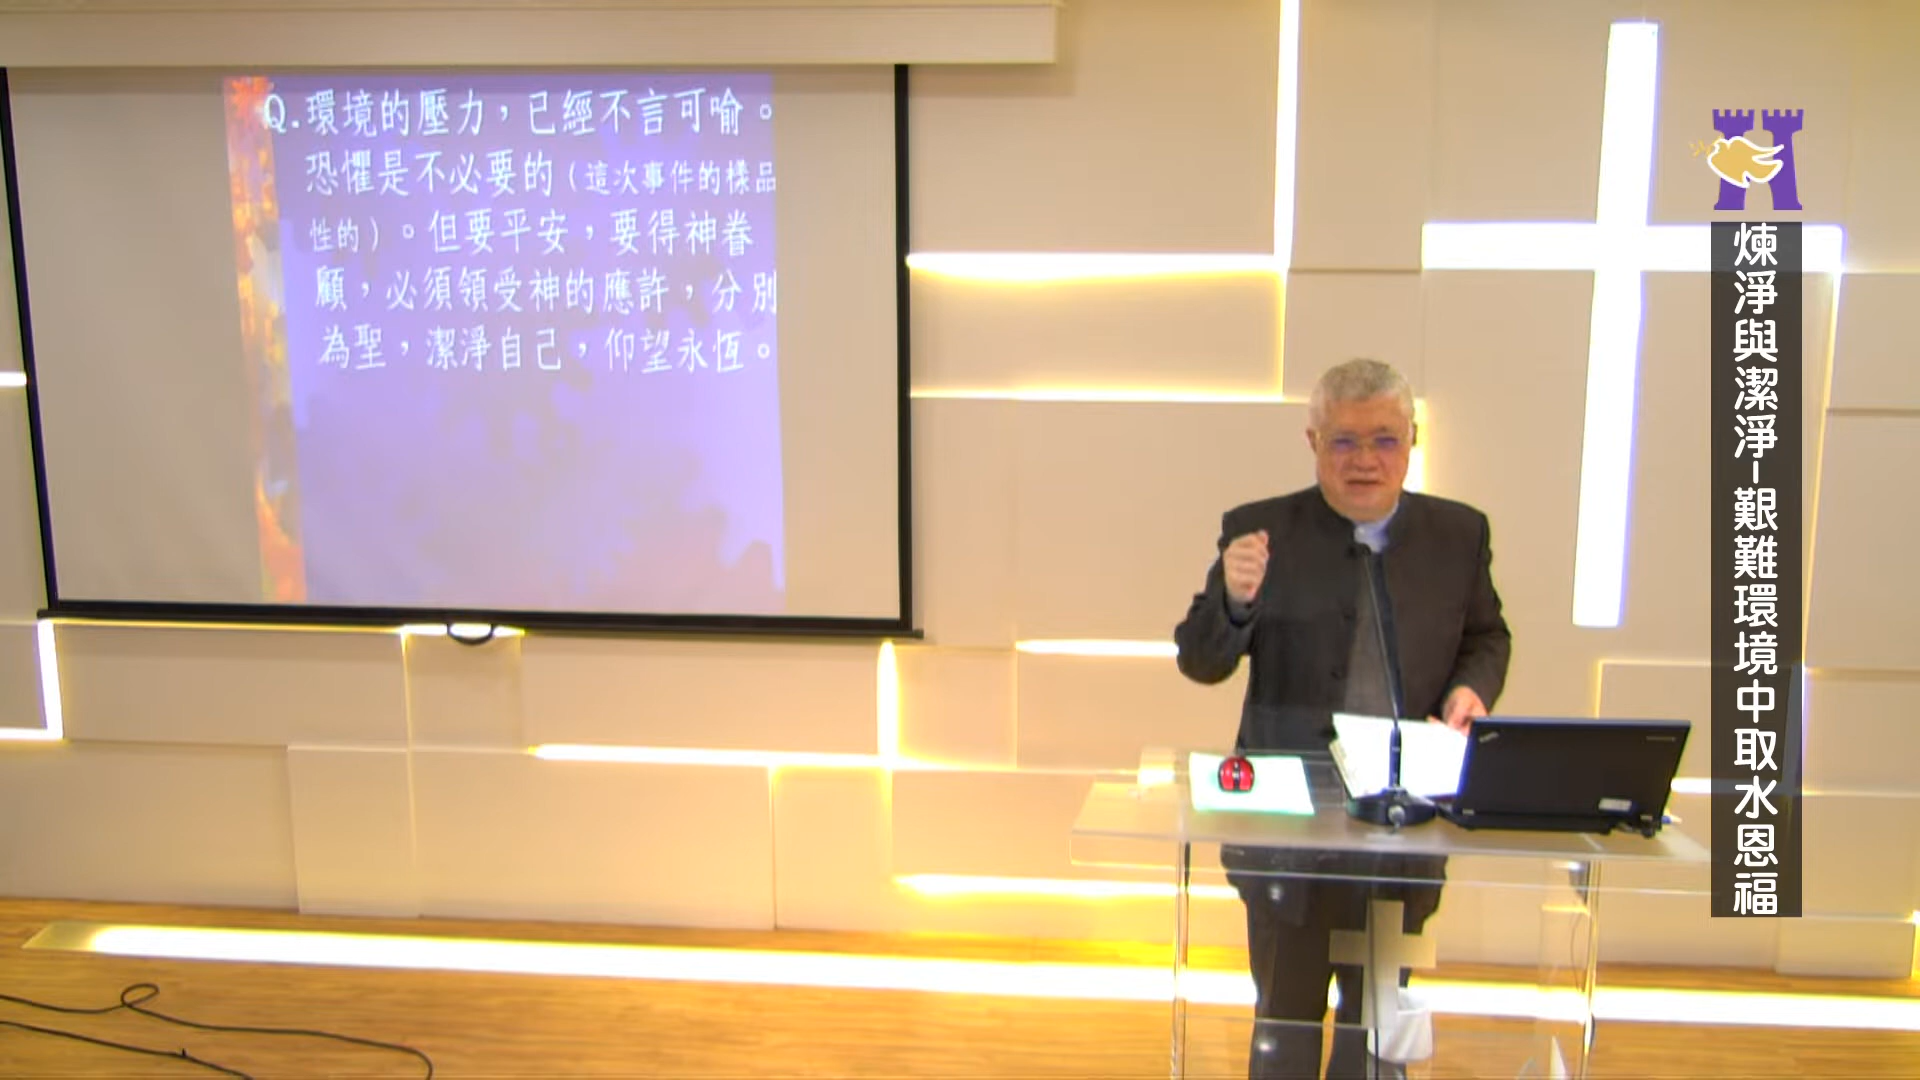 Q.環境的壓力，已經不言可喻。
恐懼是不必要的（這次事件的樣品
性的）。但要平安，要得神眷
顧，必須領受神的應許，分別
為聖，潔淨自己，仰望永恆。
煉淨與潔淨-艱難環境中取水恩福